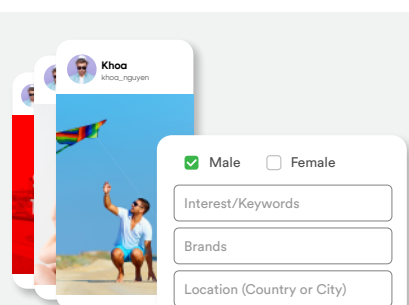 Khoa
khoa_nguyen
Male
Female
Interest/Keywords
Brands
Location (Country or City)